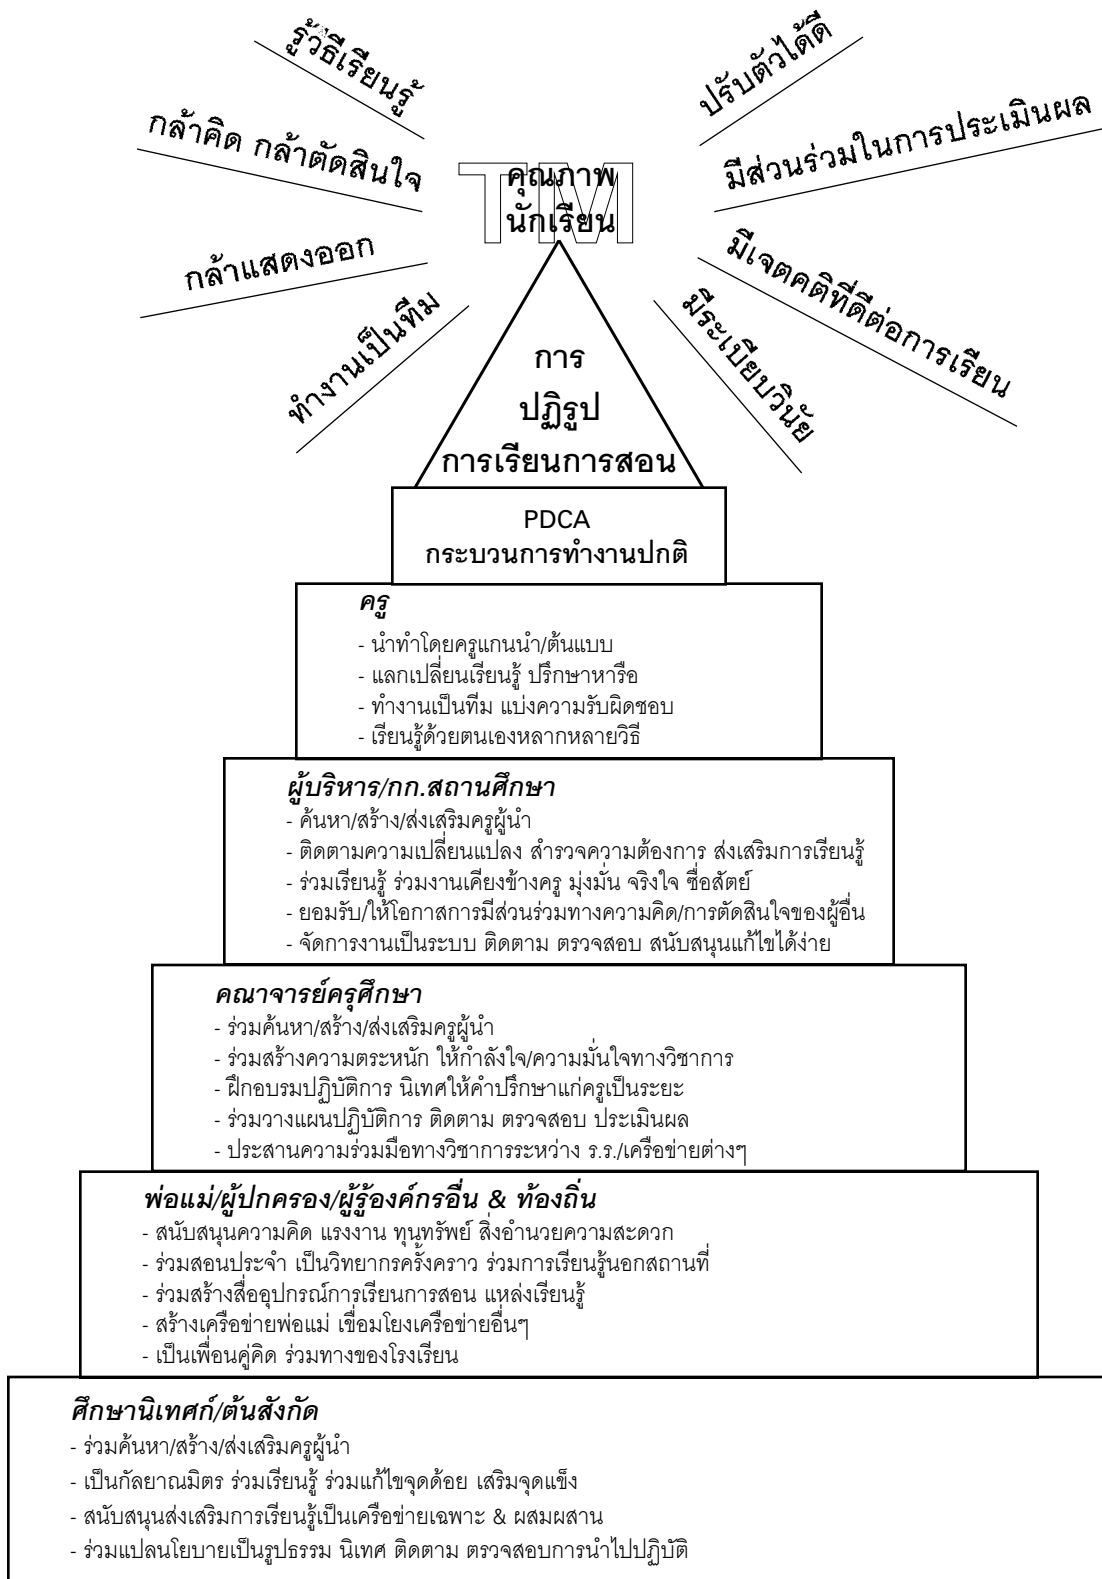 รู้วิธีเรียนรู้
กล้าคิด กล้าตัดสินใจ
กล้าแสดงออก
ทำงานเป็นทีม
ปรับตัวได้ดี
มีส่วนร่วมในการประเมินผล
มีเจตคติที่ดีต่อการเรียน
มีระเบียบวินัย
TIM
คุณภาพ
นักเรียน
การ
ปฏิรูป
การเรียนการสอน
PDCA
กระบวนการทำงานปกติ
ครู
- นำทำโดยครูแกนนำ/ต้นแบบ
- แลกเปลี่ยนเรียนรู้ ปรึกษาหารือ
- ทำงานเป็นทีม แบ่งความรับผิดชอบ
- เรียนรู้ด้วยตนเองหลากหลายวิธี
ผู้บริหาร/กก.สถานศึกษา
- ค้นหา/สร้าง/ส่งเสริมครูผู้นำ
- ติดตามความเปลี่ยนแปลง สำรวจความต้องการ ส่งเสริมการเรียนรู้
- ร่วมเรียนรู้ ร่วมงานเคียงข้างครู มุ่งมั่น จริงใจ ซื่อสัตย์
- ยอมรับ/ให้โอกาสการมีส่วนร่วมทางความคิด/การตัดสินใจของผู้อื่น
- จัดการงานเป็นระบบ ติดตาม ตรวจสอบ สนับสนุนแก้ไขได้ง่าย
คณาจารย์ครุศึกษา
- ร่วมค้นหา/สร้าง/ส่งเสริมครูผู้นำ
- ร่วมสร้างความตระหนัก ให้กำลังใจ/ความมั่นใจทางวิชาการ
- ฝึกอบรมปฏิบัติการ นิเทศให้คำปรึกษาแก่ครูเป็นระยะ
- ร่วมวางแผนปฏิบัติการ ติดตาม ตรวจสอบ ประเมินผล
- ประสานความร่วมมือทางวิชาการระหว่าง ร.ร./เครือข่ายต่างๆ
พ่อแม่/ผู้ปกครอง/ผู้รู้องค์กรอื่น & ท้องถิ่น
- สนับสนุนความคิด แรงงาน ทุนทรัพย์ สิ่งอำนวยความสะดวก
- ร่วมสอนประจำ เป็นวิทยากรครั้งคราว ร่วมการเรียนรู้นอกสถานที่
- ร่วมสร้างสื่ออุปกรณ์การเรียนการสอน แหล่งเรียนรู้
- สร้างเครือข่ายพ่อแม่ เชื่อมโยงเครือข่ายอื่นๆ
- เป็นเพื่อนคู่คิด ร่วมทางของโรงเรียน
ศึกษานิเทศก์/ต้นสังกัด
- ร่วมค้นหา/สร้าง/ส่งเสริมครูผู้นำ
- เป็นกัลยาณมิตร ร่วมเรียนรู้ ร่วมแก้ไขจุดด้อย เสริมจุดแข็ง
- สนับสนุนส่งเสริมการเรียนรู้เป็นเครือข่ายเฉพาะ & ผสมผสาน
- ร่วมแปลนโยบายเป็นรูปธรรม นิเทศ ติดตาม ตรวจสอบการนำไปปฏิบัติ